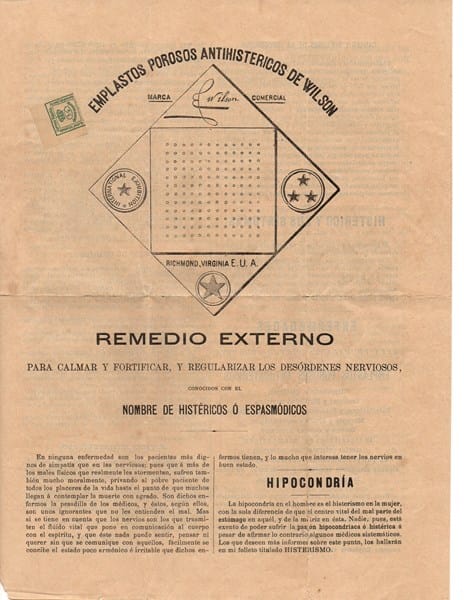 EMPLASTOS POROSOS ANTIHISTERICOS DE WILSON
MARCA
E Wilson
COMERCIAL
INTERNATIONAL EXHIBITION
RICHMOND, VIRGINIA E.U.A.
REMEDIO EXTERNO
PARA CALMAR Y FORTIFICAR, Y REGULARIZAR LOS DESÓRDENES NERVIOSOS,
CONOCIDOS CON EL
NOMBRE DE HISTÉRICOS Ó ESPASMÓDICOS
En ninguna enfermedad son los pacientes más dig-
nos de simpatía que en las nerviosas; pues que á más de
los males físicos que realmente los atormentan, sufren tan
también mucho moralmente, privando al pobre paciente de
todos los placeres de la vida hasta el punto de que muchos
llegan á contemplar la muerte con agrado. Son dichos en-
fermos la pesadilla de los médicos, y éstos, según ellos,
son unos ignorantes que no les entienden el mal. Mas
si se tiene en cuenta que los nervios son los que trasmi-
ten el flúido vital que pone en comunicación al cuerpo
con el espíritu, y que éste nada puede sentir, pensar ni
querer sin que se comunique con aquéllos, fácilmente se
concibe el estado poco armónico é irritable que dichos en-
fermos tienen, y lo mucho que interesa tener los nervios en
buen estado.
HIPOCONDRÍA
La hipocondría en el hombre es el histerismo en la mujer,
con la sola diferencia de que el centro vital del mal parte del
estómago en aquél, y de la matriz en ésta. Nadie, pues, está
exento de poder sufrir la pasión hipocondríaca ó histérica á
pesar de afirmar lo contrario algunos médicos sistemáticos.
Los que deseen más informes sobre este punto, los hallarán
en mi folleto titulado HISTERISMO.